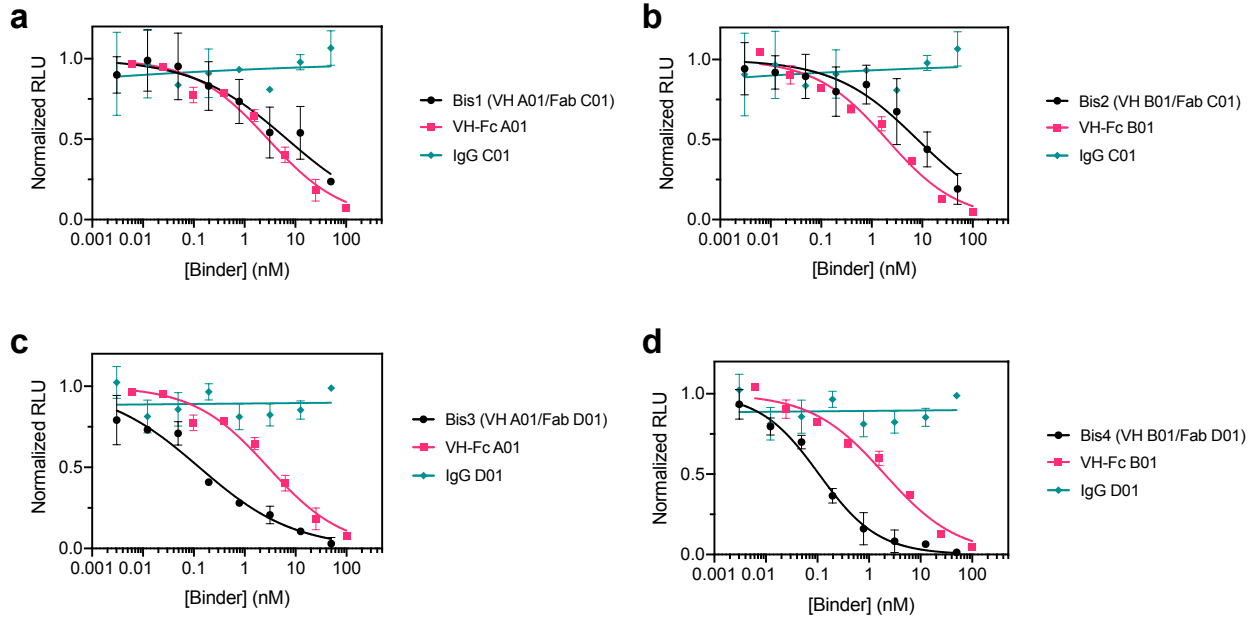 a
Normalized RLU
1.0
0.5
0.0
0.001 0.01 0.1 1 10 100
[Binder] (nM)
Bis1 (VH A01/Fab C01)
VH-Fc A01
IgG C01
b
Normalized RLU
1.0
0.5
0.0
0.001 0.01 0.1 1 10 100
[Binder] (nM)
Bis2 (VH B01/Fab C01)
VH-Fc B01
IgG C01
c
Normalized RLU
1.0
0.5
0.0
0.001 0.01 0.1 1 10 100
[Binder] (nM)
Bis3 (VH A01/Fab D01)
VH-Fc A01
IgG D01
d
Normalized RLU
1.0
0.5
0.0
0.001 0.01 0.1 1 10 100
[Binder] (nM)
Bis4 (VH B01/Fab D01)
VH-Fc B01
IgG D01